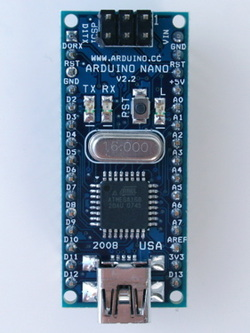 D1TX
ICSP
1
VIN
D0RX
GND
WWW.ARDUINO.CC
ARDUINO NANO
V2.2
RST
RST
GND
+5V
TX RX
RST
L
D2
A0
D3
A1
D4
A2
D5
A3
D6
A4
D7
A5
D8
A6
D9
A7
16.000
D10
AREF
D11
3V3
D12
D13
2008
USA